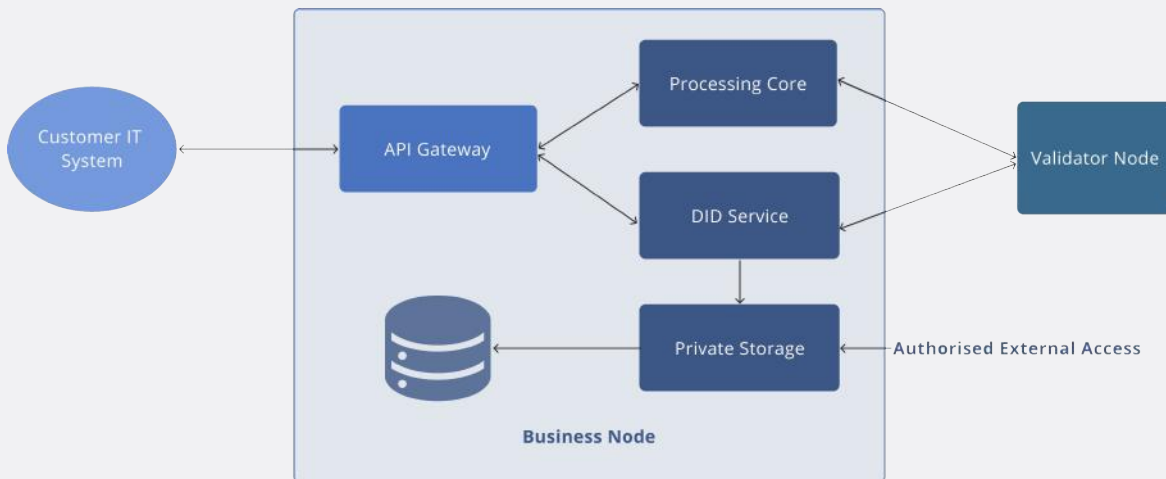 Customer IT
System
API Gateway
Processing Core
DID Service
Private Storage
Validator Node
Authorised External Access
Business Node